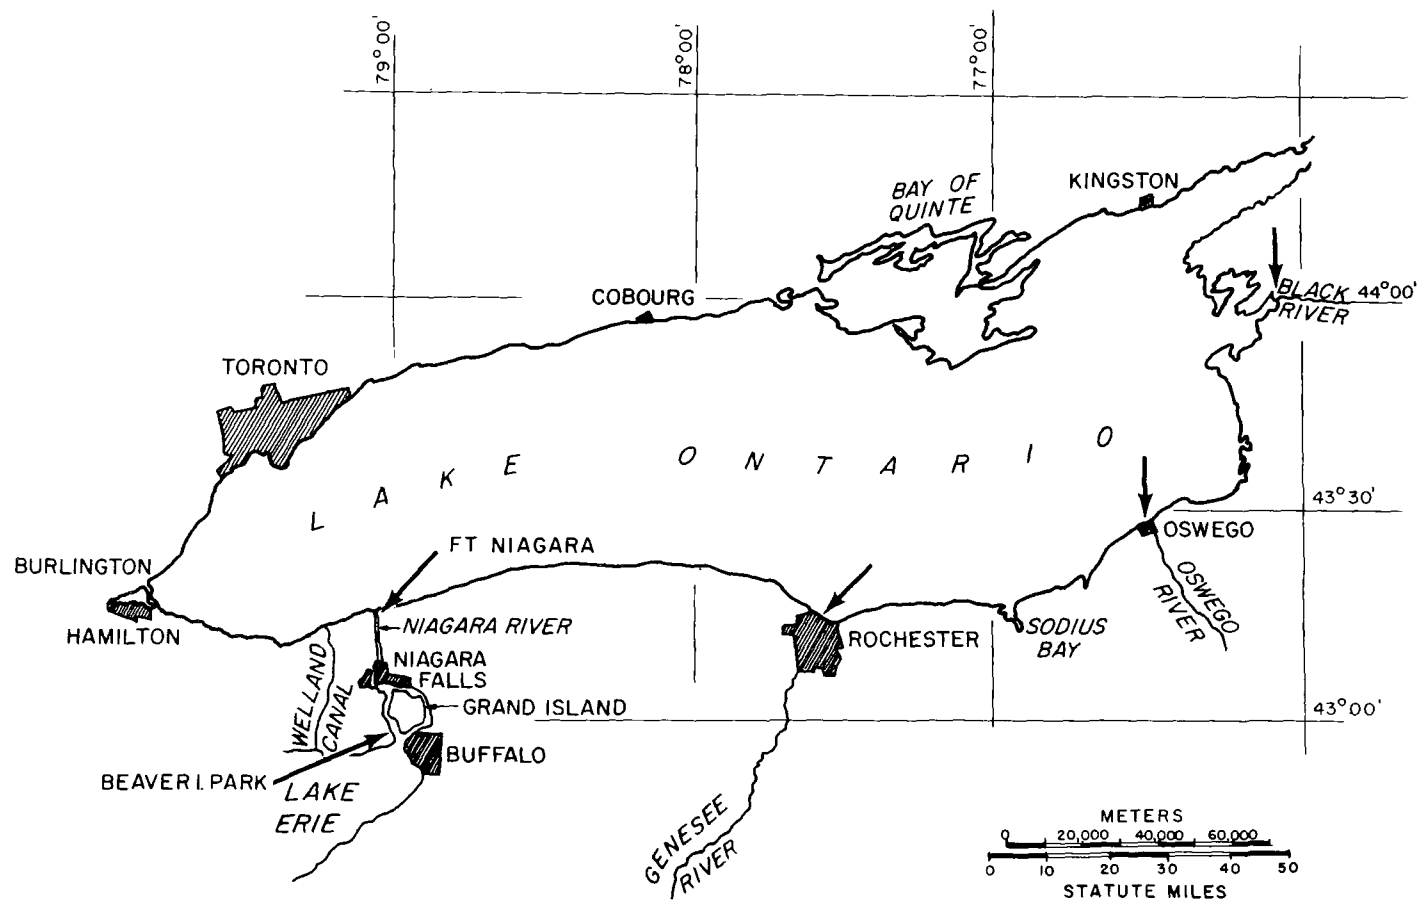 79°00'
78°00'
77°00'
KINGSTON
BAY OF
QUINTE
COBOURG
BLACK
RIVER
44°00'
TORONTO
LAKE ONTARIO
43°30'
OSWEGO
OSWEGO
RIVER
FT NIAGARA
BURLINGTON
HAMILTON
NIAGARA RIVER
ROCHESTER
SODIUS
BAY
NIAGARA
FALLS
WELLAND
CANAL
GRAND ISLAND
43°00'
BUFFALO
BEAVER I. PARK
LAKE
ERIE
GENESEE
RIVER
METERS
0 20,000 40,000 60,000
0 10 20 30 40 50
STATUTE MILES